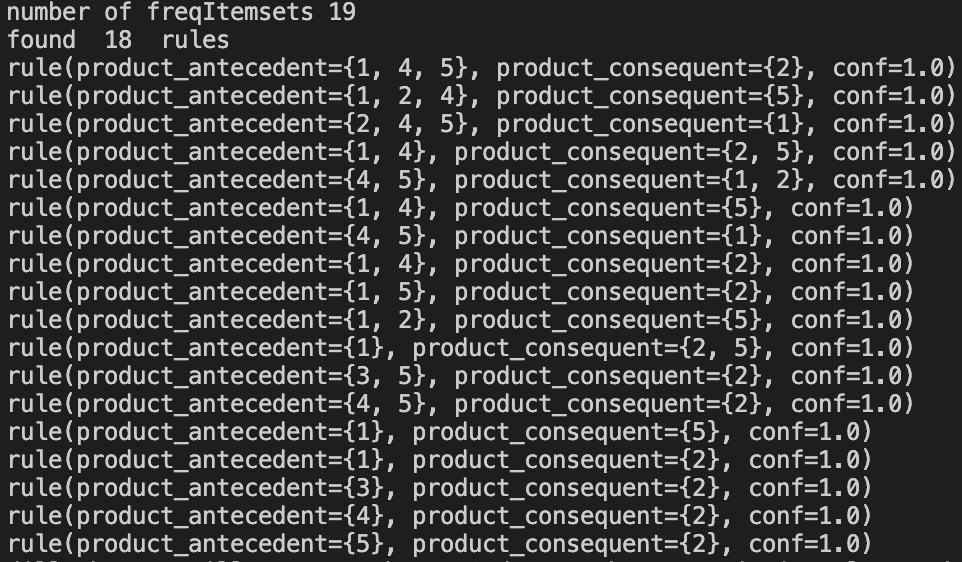 number of freqItemsets 19
found  18  rules
rule(product_antecedent={1, 4, 5}, product_consequent={2}, conf=1.0)
rule(product_antecedent={1, 2, 4}, product_consequent={5}, conf=1.0)
rule(product_antecedent={2, 4, 5}, product_consequent={1}, conf=1.0)
rule(product_antecedent={1, 4}, product_consequent={2, 5}, conf=1.0)
rule(product_antecedent={4, 5}, product_consequent={1, 2}, conf=1.0)
rule(product_antecedent={1, 4}, product_consequent={5}, conf=1.0)
rule(product_antecedent={4, 5}, product_consequent={1}, conf=1.0)
rule(product_antecedent={1, 4}, product_consequent={2}, conf=1.0)
rule(product_antecedent={1, 5}, product_consequent={2}, conf=1.0)
rule(product_antecedent={1, 2}, product_consequent={5}, conf=1.0)
rule(product_antecedent={1}, product_consequent={2, 5}, conf=1.0)
rule(product_antecedent={3, 5}, product_consequent={2}, conf=1.0)
rule(product_antecedent={4, 5}, product_consequent={2}, conf=1.0)
rule(product_antecedent={1}, product_consequent={5}, conf=1.0)
rule(product_antecedent={1}, product_consequent={2}, conf=1.0)
rule(product_antecedent={3}, product_consequent={2}, conf=1.0)
rule(product_antecedent={4}, product_consequent={2}, conf=1.0)
rule(product_antecedent={5}, product_consequent={2}, conf=1.0)